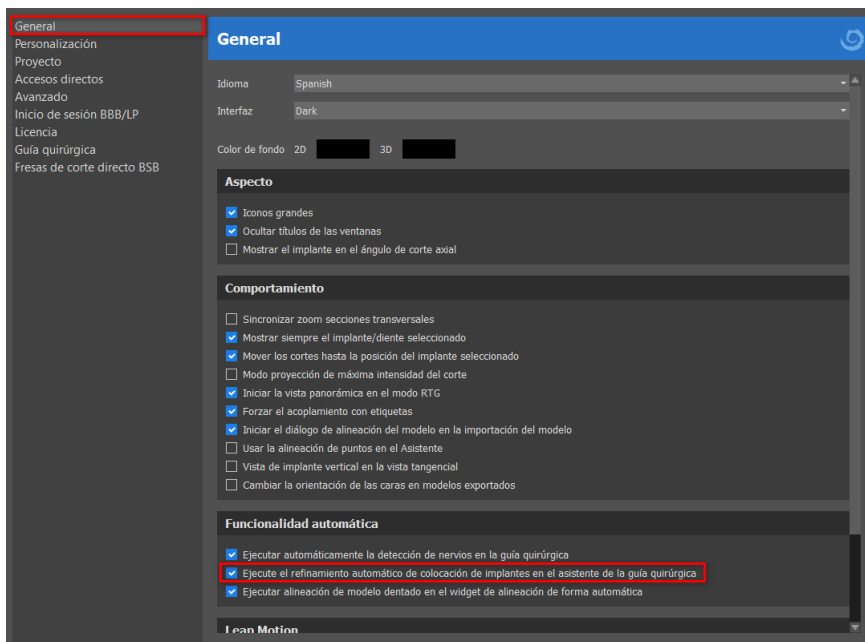 General
Personalización
Proyecto
Accesos directos
Avanzado
Inicio de sesión BBB/LP
Licencia
Guía quirúrgica
Fresas de corte directo BSB
General
Idioma Spanish
Interfaz Dark
Color de fondo 2D 3D
Aspecto
Iconos grandes
Ocultar títulos de las ventanas
Mostrar el implante en el ángulo de corte axial
Comportamiento
Sincronizar zoom secciones transversales
Mostrar siempre el implante/diente seleccionado
Mover los cortes hasta la posición del implante seleccionado
Modo proyección de máxima intensidad del corte
Iniciar la vista panorámica en el modo RTG
Forzar el acoplamiento con etiquetas
Iniciar el diálogo de alineación del modelo en la importación del modelo
Usar la alineación de puntos en el Asistente
Vista de implante vertical en la vista tangencial
Cambiar la orientación de las caras en modelos exportados
Funcionalidad automática
Ejecutar automáticamente la detección de nervios en la guía quirúrgica
Ejecute el refinamiento automático de colocación de implantes en el asistente de la guía quirúrgica
Ejecutar alineación de modelo dentado en el widget de alineación de forma automática
Lean Motion